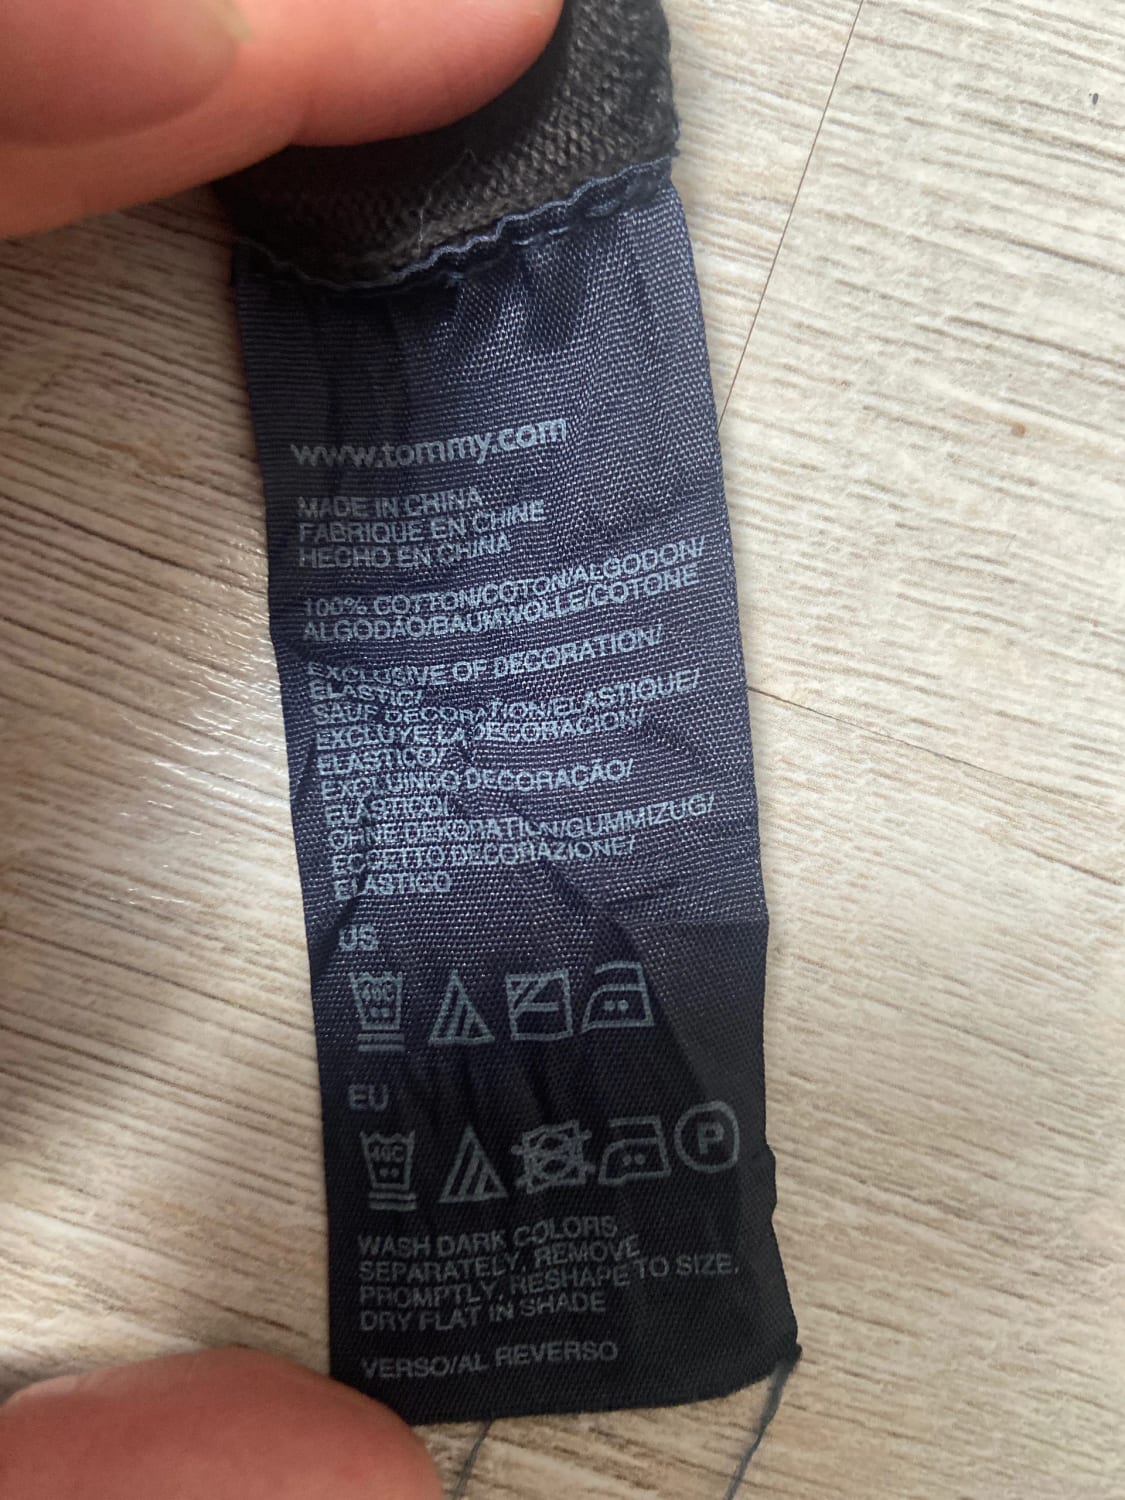 www.tommy.com
MADE IN CHINA
FABRIQUE EN CHINE
HECHO EN CHINA
100% COTTON/COTON/ALGODON/
ALGODÃO/BAUMWOLLE/COTONE
EXCLUSIVE OF DECORATION/
ELASTIC/
SAUF DECORATION/ELASTIQUE/
EXCLUYE LA DECORACION/
ELASTICO/
EXCLUINDO DECORAÇAO/
ELASTICO/
OHNE DEKORATION/GUMMIZUG/
ECCETTO DECORAZIONE/
ELASTICO
US
EU
P
WASH DARK COLORS
SEPARATELY, REMOVE
PROMPTLY, RESHAPE TO SIZE,
DRY FLAT IN SHADE
VERSO/AL REVERSO